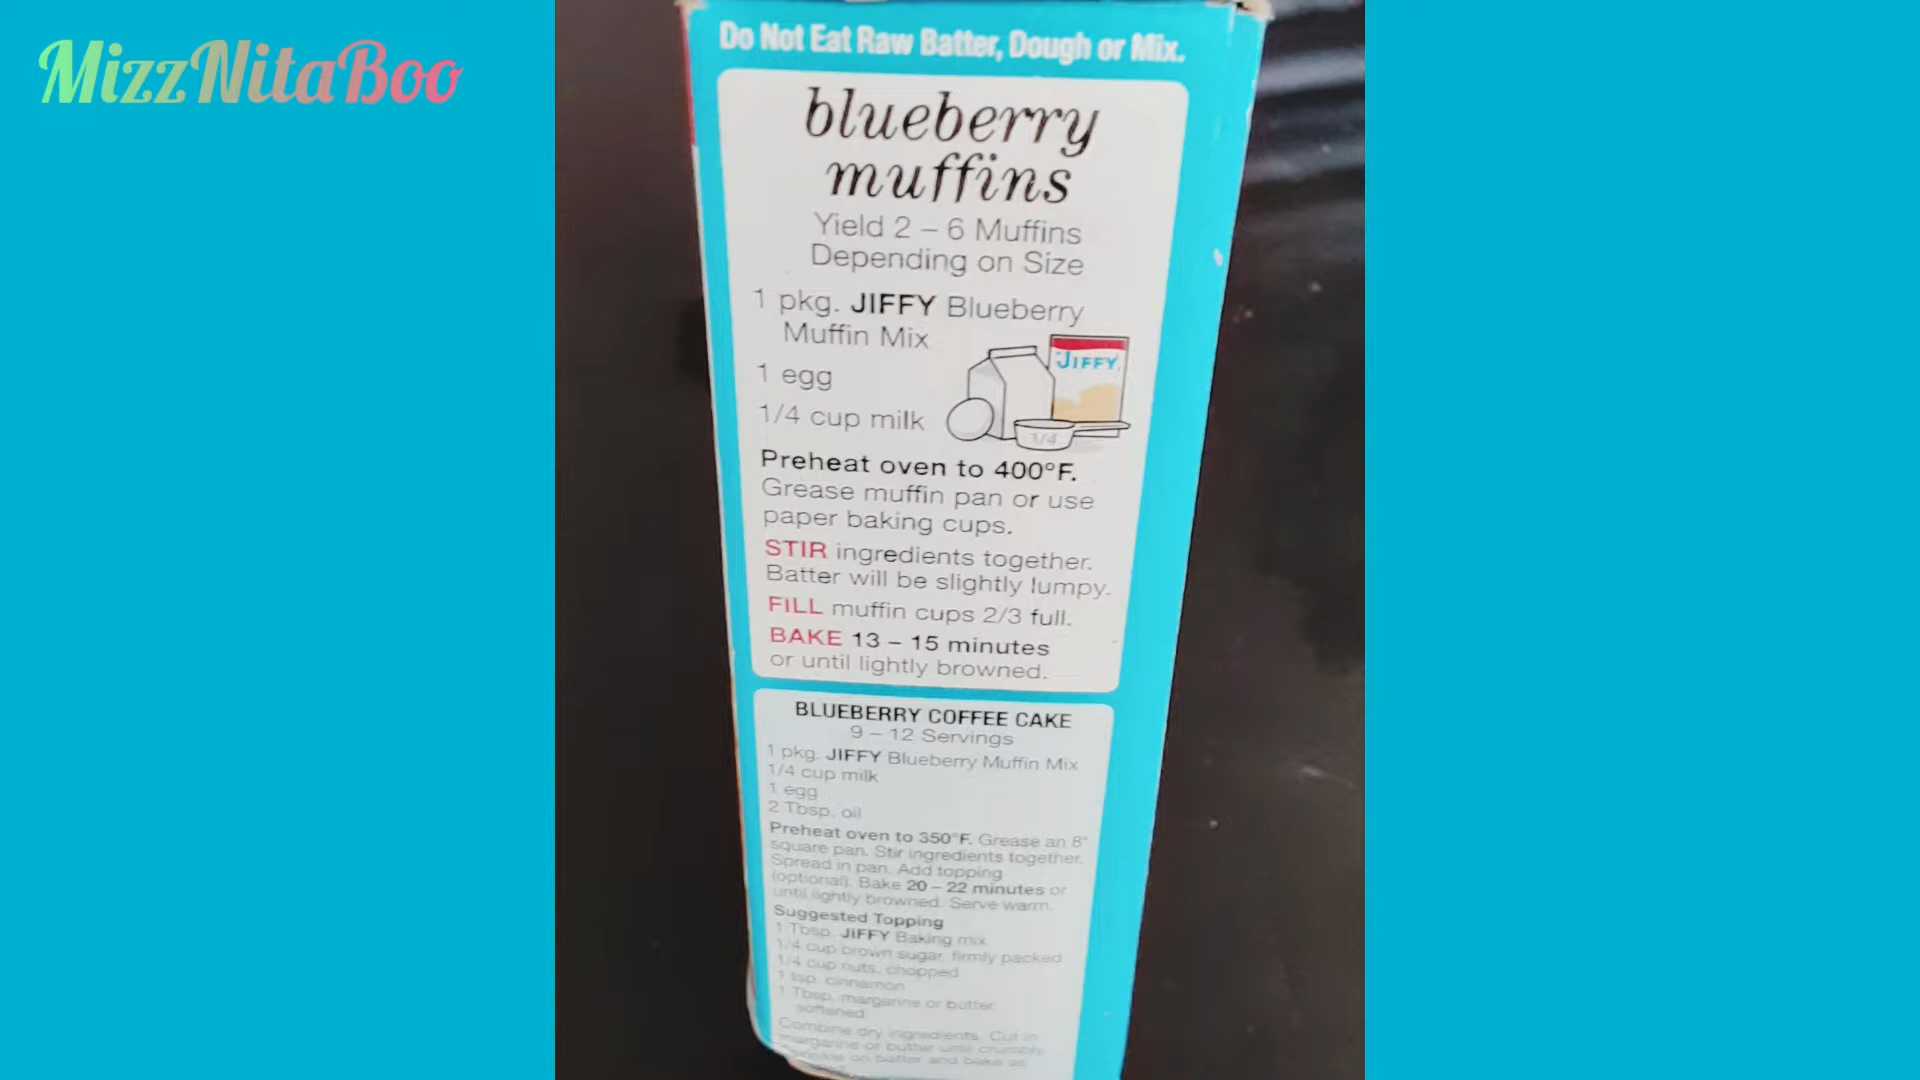 MizzNitaBoo
Do Not Eat Raw Batter, Dough or Mix.
blueberry
muffins
Yield 2 – 6 Muffins
Depending on Size
1 pkg. JIFFY Blueberry
Muffin Mix
JIFFY
1 egg
1/4 cup milk
1/4
Preheat oven to 400°F.
Grease muffin pan or use
paper baking cups.
STIR ingredients together.
Batter will be slightly lumpy.
FILL muffin cups 2/3 full.
BAKE 13 – 15 minutes
or until lightly browned.
BLUEBERRY COFFEE CAKE
9 – 12 Servings
1 pkg. JIFFY Blueberry Muffin Mix
1/4 cup milk
1 egg
2 Tbsp. oil
Preheat oven to 350°F. Grease an 8"
square pan. Stir ingredients together.
Spread in pan. Add topping
(optional). Bake 20 – 22 minutes or
until lightly browned. Serve warm.
Suggested Topping
1 Tbsp. JIFFY Baking mix
1/4 cup brown sugar, firmly packed
1/4 cup nuts, chopped
1 tsp. cinnamon
1 Tbsp. margarine or butter,
softened
Combine dry ingredients. Cut in
margarine or butter until crumbly.
on batter and bake as